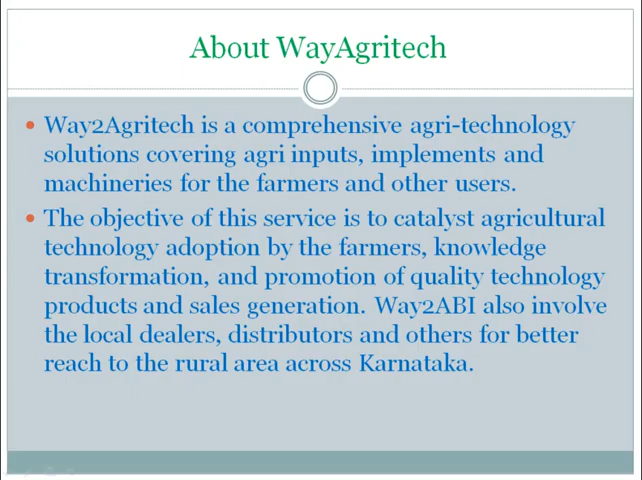 About WayAgritech
• Way2Agritech is a comprehensive agri-technology
solutions covering agri inputs, implements and
machineries for the farmers and other users.
• The objective of this service is to catalyst agricultural
technology adoption by the farmers, knowledge
transformation, and promotion of quality technology
products and sales generation. Way2ABI also involve
the local dealers, distributors and others for better
reach to the rural area across Karnataka.